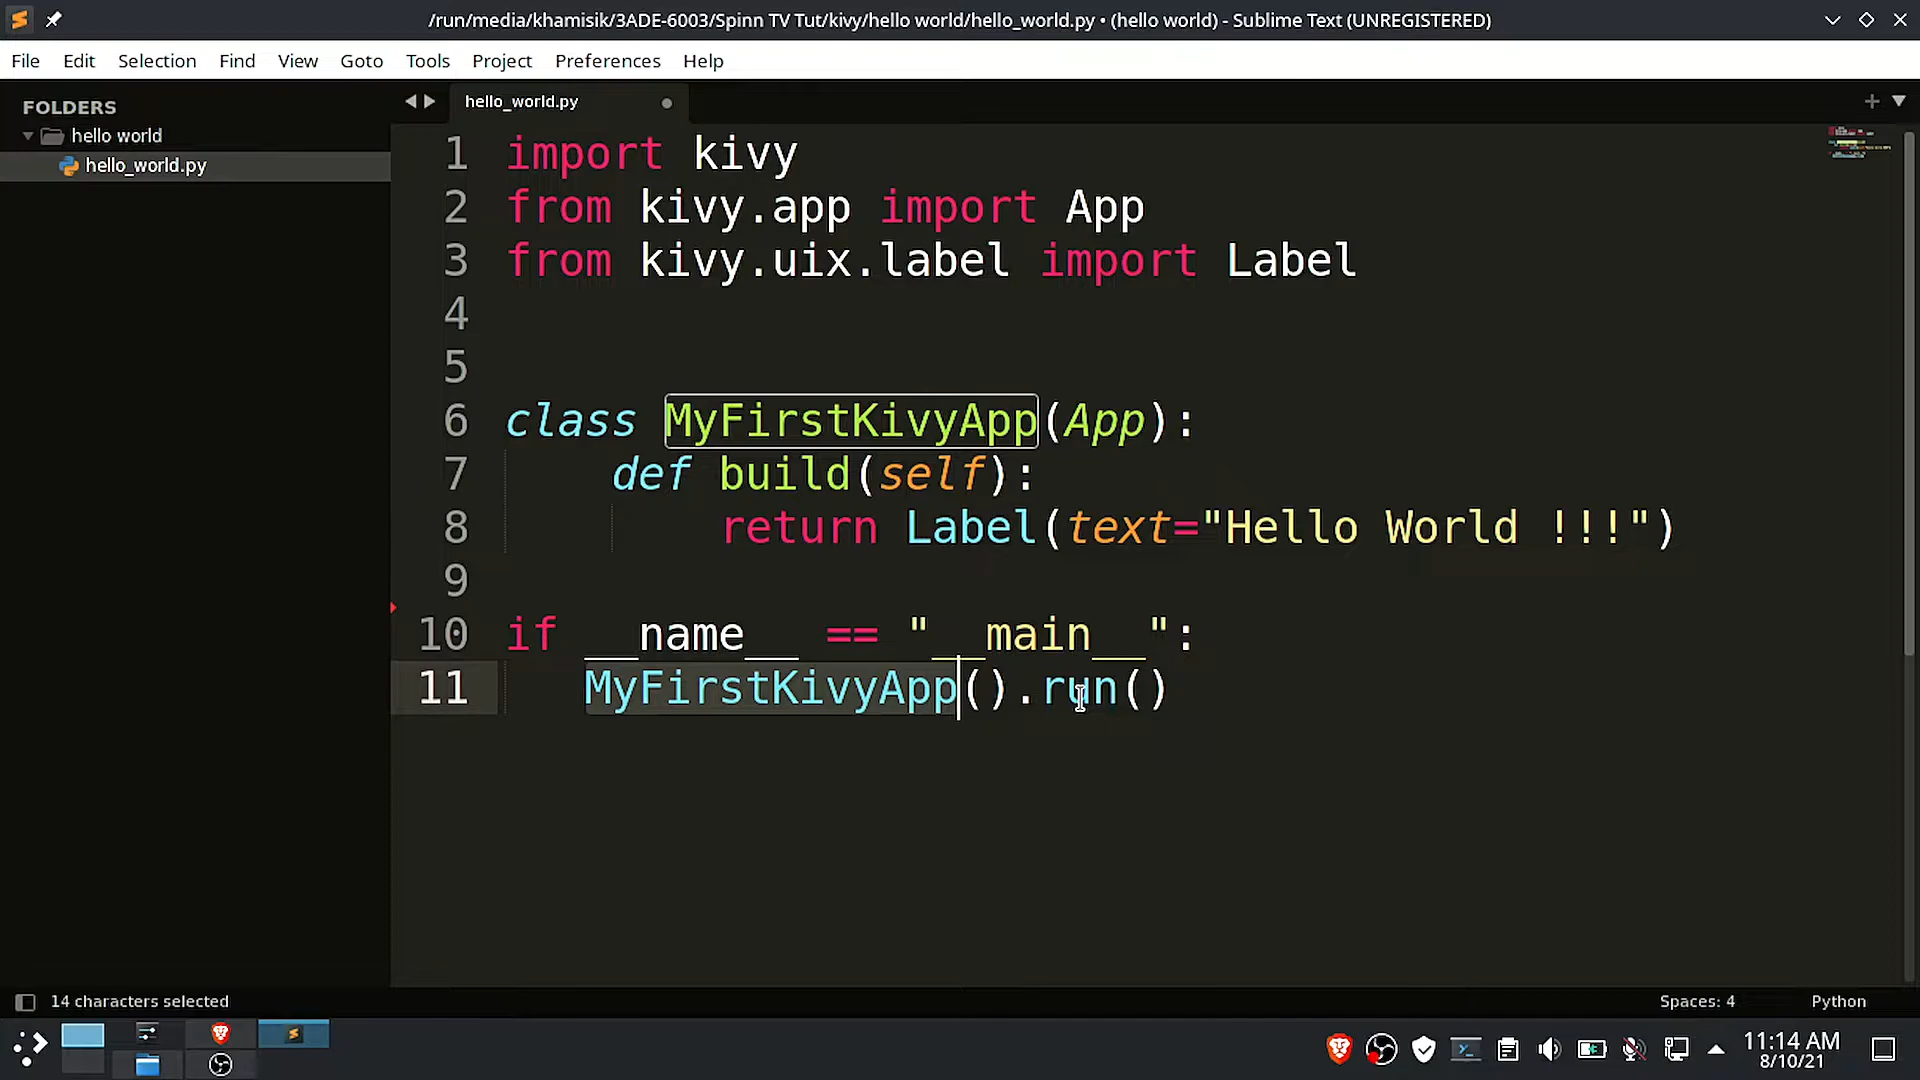 /run/media/khamisik/3ADE-6003/Spinn TV Tut/kivy/hello world/hello_world.py • (hello world) - Sublime Text (UNREGISTERED)
File Edit Selection Find View Goto Tools Project Preferences Help
FOLDERS
hello world
hello_world.py
hello_world.py
1 import kivy
2 from kivy.app import App
3 from kivy.uix.label import Label
4
5
6 class MyFirstKivyApp(App):
7     def build(self):
8         return Label(text="Hello World !!!")
9
10 if __name__ == "__main__":
11    MyFirstKivyApp().run()
14 characters selected
Spaces: 4
Python
11:14 AM
8/10/21